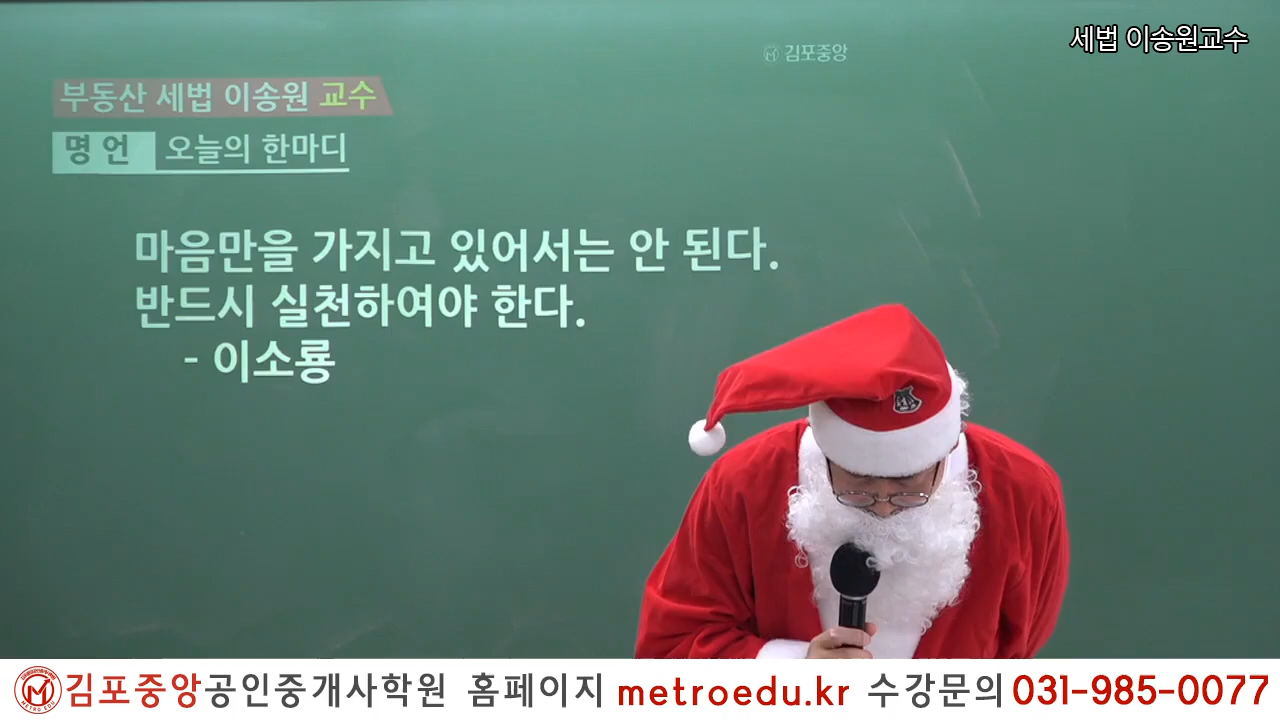 세법 이송원교수
김포중앙
부동산 세법 이송원 교수
명 언 오늘의 한마디
마음만을 가지고 있어서는 안 된다.
반드시 실천하여야 한다.
- 이소룡
김포중앙공인중개사학원 홈페이지 metroedu.kr 수강문의 031-985-0077
METRO EDU